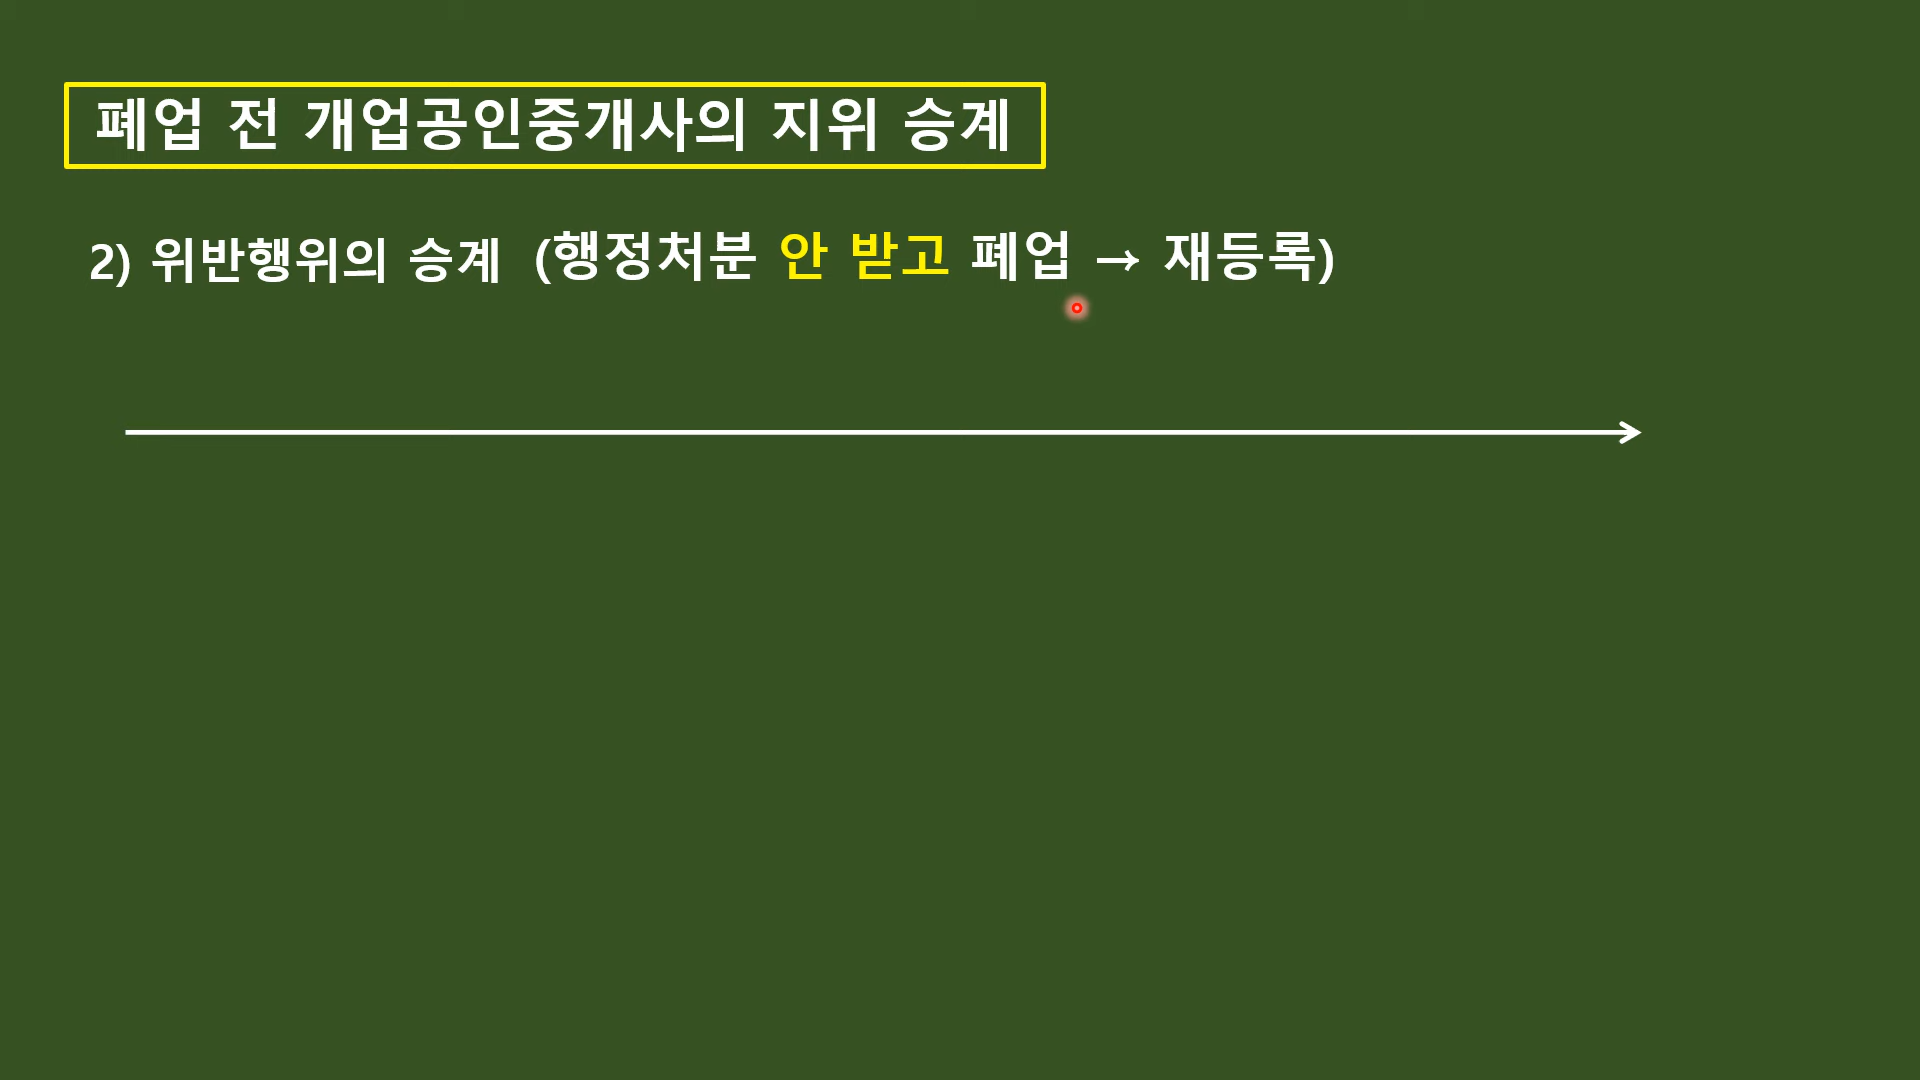 폐업 전 개업공인중개사의 지위 승계
2) 위반행위의 승계 (행정처분 안 받고 폐업 → 재등록)